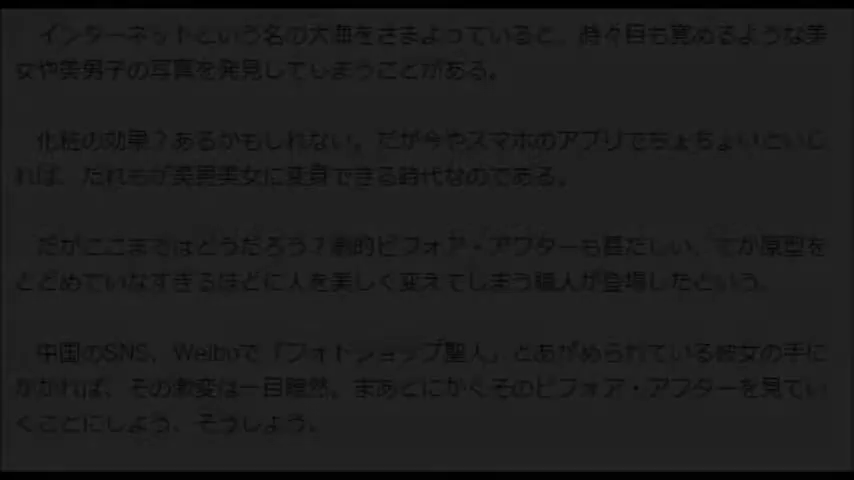 インターネットという名の大海をさまよっていると、時々目も覚めるような美
女や美男子の写真を発見してしまうことがある。
化粧の効果？あるかもしれない。だが今やスマホのアプリでちょちょいといじ
れば、だれもが美男美女に変身できる時代なのである。
だがここまではどうだろう？劇的ビフォア・アフターも甚だしい、てか原型を
とどめていなすぎるほどに人を美しく変えてしまう職人が登場したという。
中国のSNS、Weiboで「フォトショップ聖人」とあがめられている彼女の手に
かかれば、その激変は一目瞭然。まあとにかくそのビフォア・アフターを見てい
くことにしよう、そうしよう。